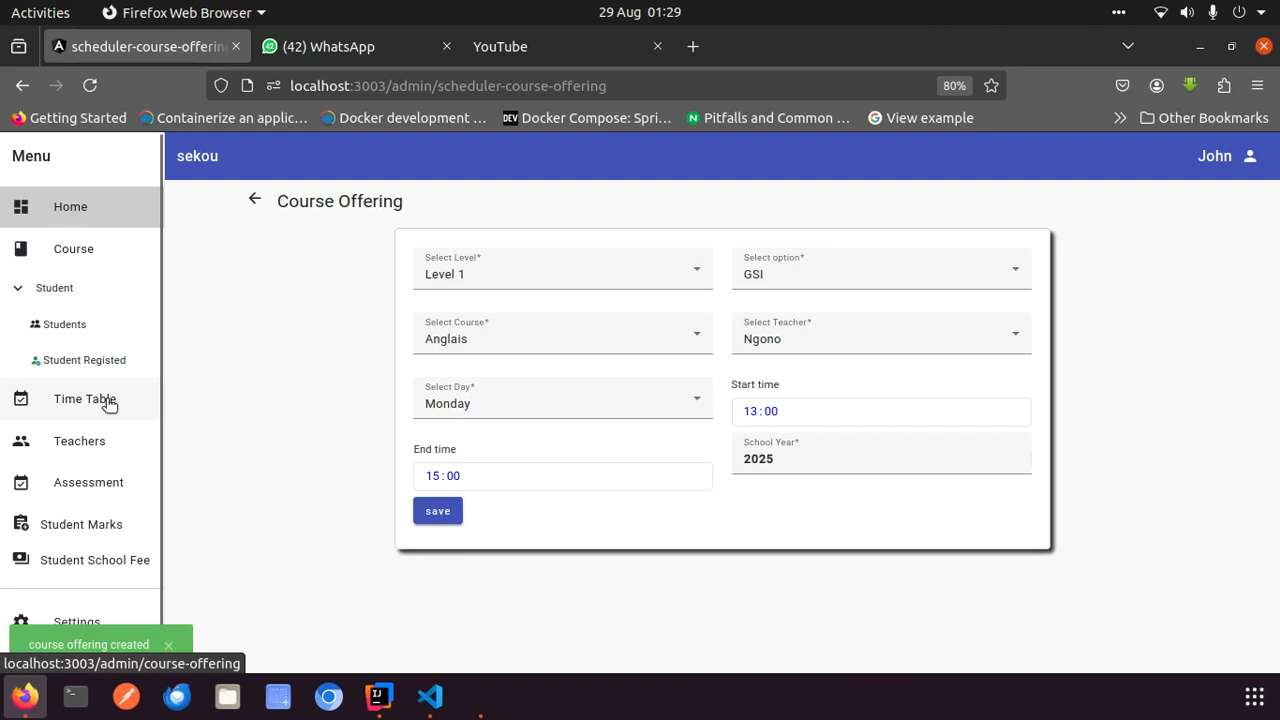 Activities Firefox Web Browser 29 Aug 01:29
scheduler-course-offering (42) WhatsApp YouTube
localhost:3003/admin/scheduler-course-offering 80%
Getting Started Containerize an applic... Docker development ... Docker Compose: Spri... Pitfalls and Common ... View example Other Bookmarks
Menu
sekou
John
Home
Course
Student
Students
Student Registed
Time Table
Teachers
Assessment
Student Marks
Student School Fee
Settings
Course Offering
Select Level*
Level 1
Select option*
GSI
Select Course*
Anglais
Select Teacher*
Ngono
Select Day*
Monday
Start time
13:00
End time
15:00
School Year*
2025
save
course offering created
localhost:3003/admin/course-offering